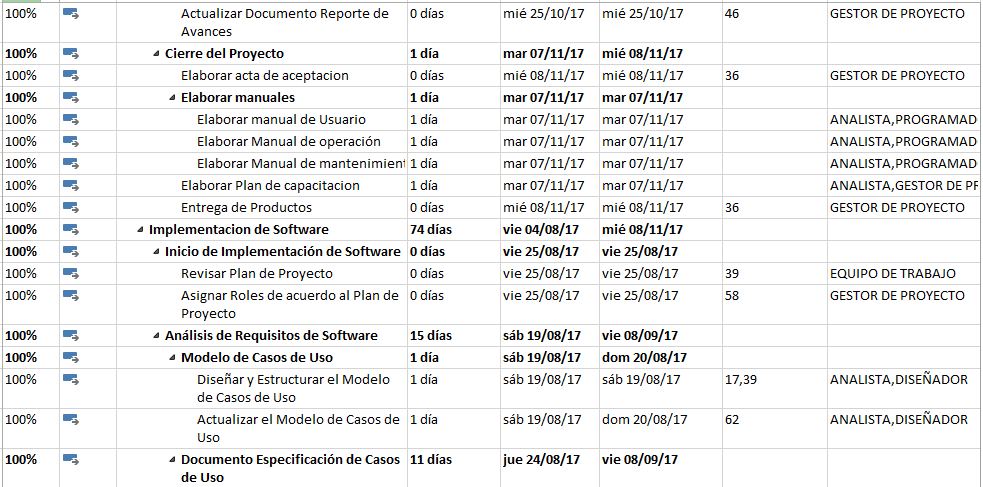 100% Actualizar Documento Reporte de Avances 0 días mié 25/10/17 mié 25/10/17 46 GESTOR DE PROYECTO
100% Cierre del Proyecto 1 día mar 07/11/17 mié 08/11/17
100% Elaborar acta de aceptacion 0 días mié 08/11/17 mié 08/11/17 36 GESTOR DE PROYECTO
100% Elaborar manuales 1 día mar 07/11/17 mar 07/11/17
100% Elaborar manual de Usuario 1 día mar 07/11/17 mar 07/11/17 ANALISTA,PROGRAMAD
100% Elaborar Manual de operación 1 día mar 07/11/17 mar 07/11/17 ANALISTA,PROGRAMAD
100% Elaborar Manual de mantenimient 1 día mar 07/11/17 mar 07/11/17 ANALISTA,PROGRAMAD
100% Elaborar Plan de capacitacion 1 día mar 07/11/17 mar 07/11/17 ANALISTA,GESTOR DE PR
100% Entrega de Productos 0 días mié 08/11/17 mié 08/11/17 36 GESTOR DE PROYECTO
100% Implementacion de Software 74 días vie 04/08/17 mié 08/11/17
100% Inicio de Implementación de Software 0 días vie 25/08/17 vie 25/08/17
100% Revisar Plan de Proyecto 0 días vie 25/08/17 vie 25/08/17 39 EQUIPO DE TRABAJO
100% Asignar Roles de acuerdo al Plan de Proyecto 0 días vie 25/08/17 vie 25/08/17 58 GESTOR DE PROYECTO
100% Análisis de Requisitos de Software 15 días sáb 19/08/17 vie 08/09/17
100% Modelo de Casos de Uso 1 día sáb 19/08/17 dom 20/08/17
100% Diseñar y Estructurar el Modelo de Casos de Uso 1 día sáb 19/08/17 sáb 19/08/17 17,39 ANALISTA,DISEÑADOR
100% Actualizar el Modelo de Casos de Uso 1 día sáb 19/08/17 dom 20/08/17 62 ANALISTA,DISEÑADOR
100% Documento Especificación de Casos de Uso 11 días jue 24/08/17 vie 08/09/17